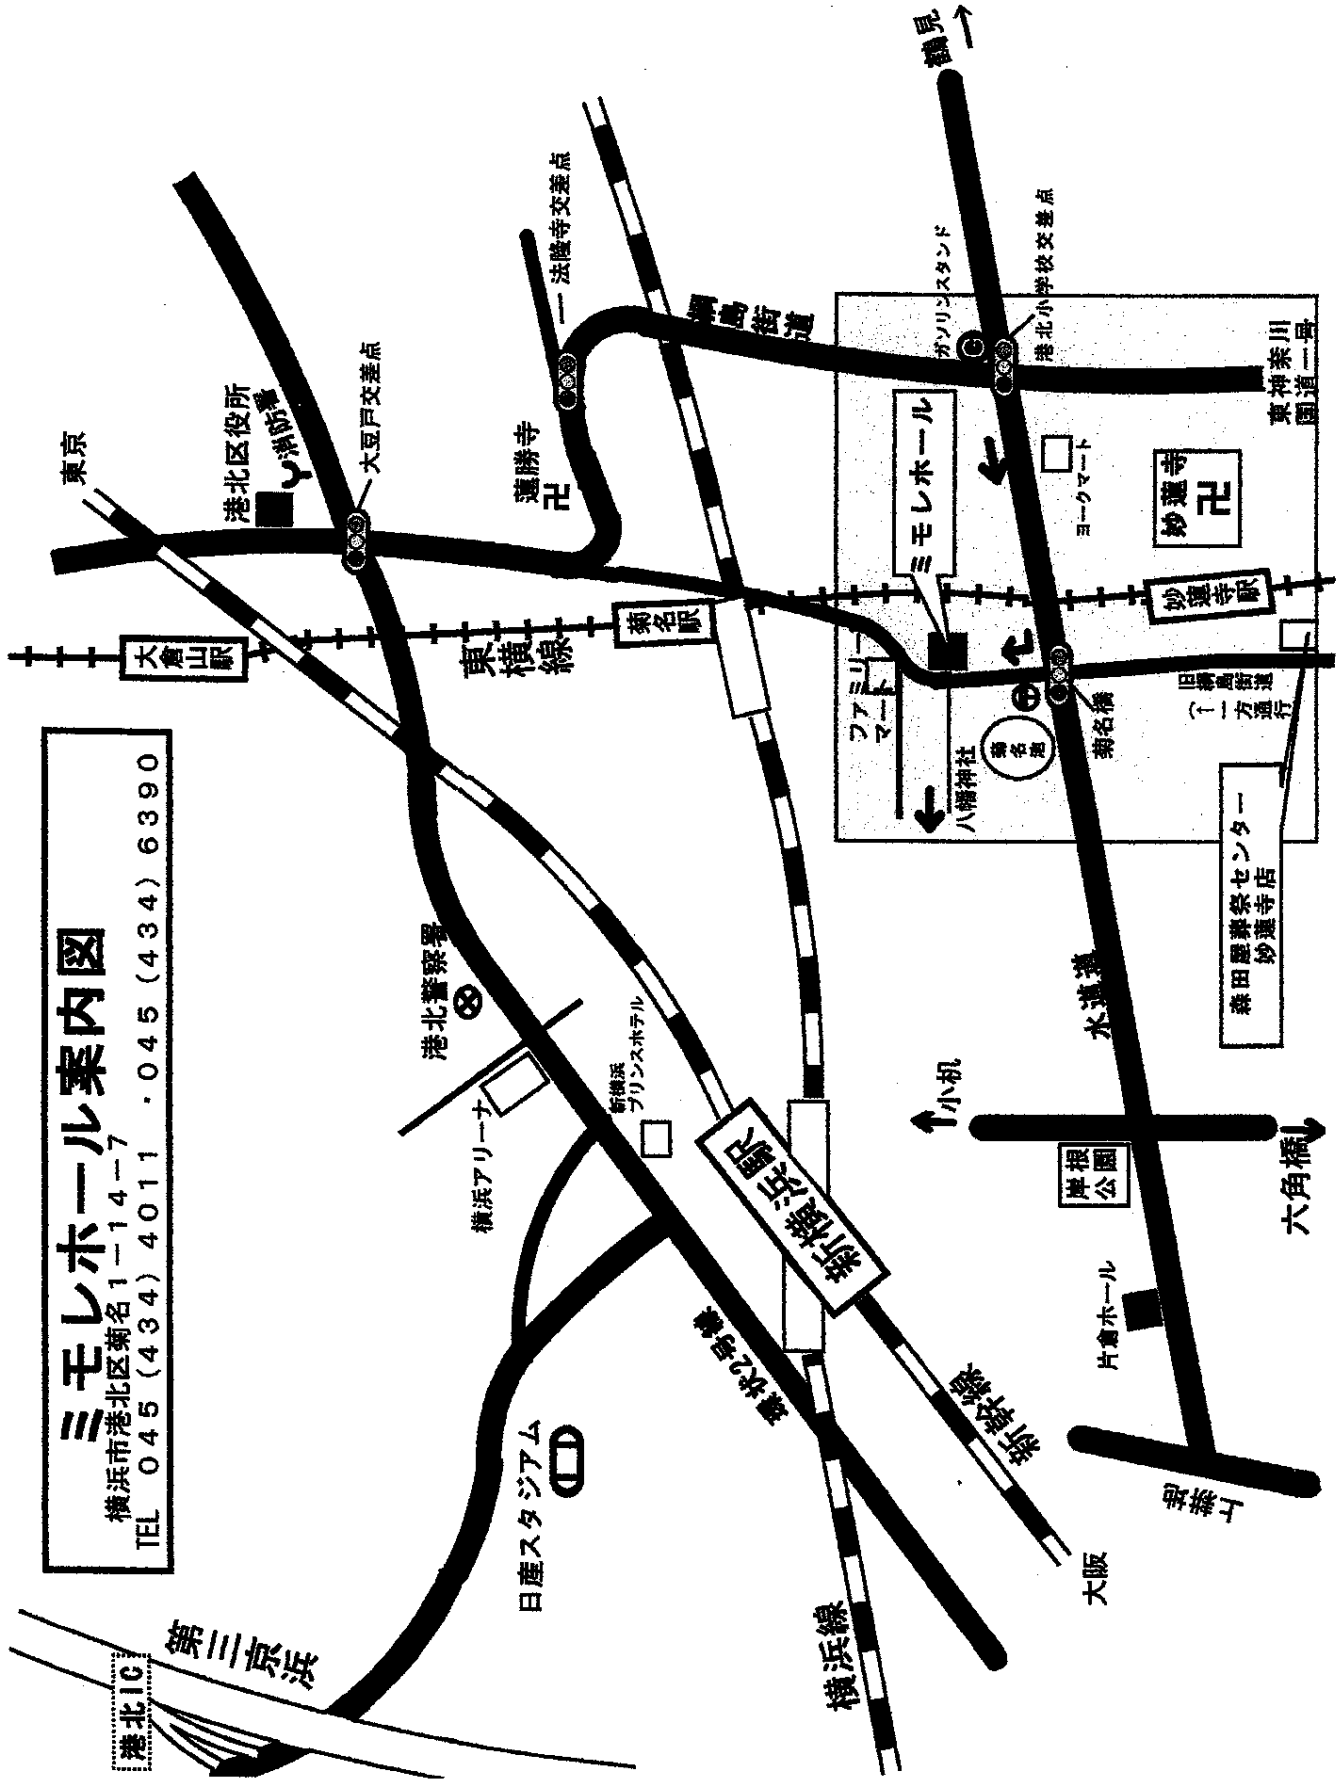 ミモレホール案内図
横浜市港北区菊名1-14-7
TEL 045(434)4011・045(434)6390
港北IC
第三京浜
日産スタジアム
横浜アリーナ
港北警察署
新横浜
プリンスホテル
新横浜駅
環状2号線
横浜線
新幹線
大阪
東京
大倉山駅
港北区役所
消防署
大豆戸交差点
東横線
菊名駅
蓮勝寺
法隆寺交差点
綱島街道
鶴見
→
ガソリンスタンド
港北小学校交差点
ミモレホール
ファミリー
マート
八幡神社
菊名池
菊名橋
ヨークマート
妙蓮寺
妙蓮寺駅
東神奈川
国道一号
旧綱島街道
(↑一方通行
森田屋葬祭センター
妙蓮寺店
水道道
←小机
岸根
公園
六角橋
片倉ホール